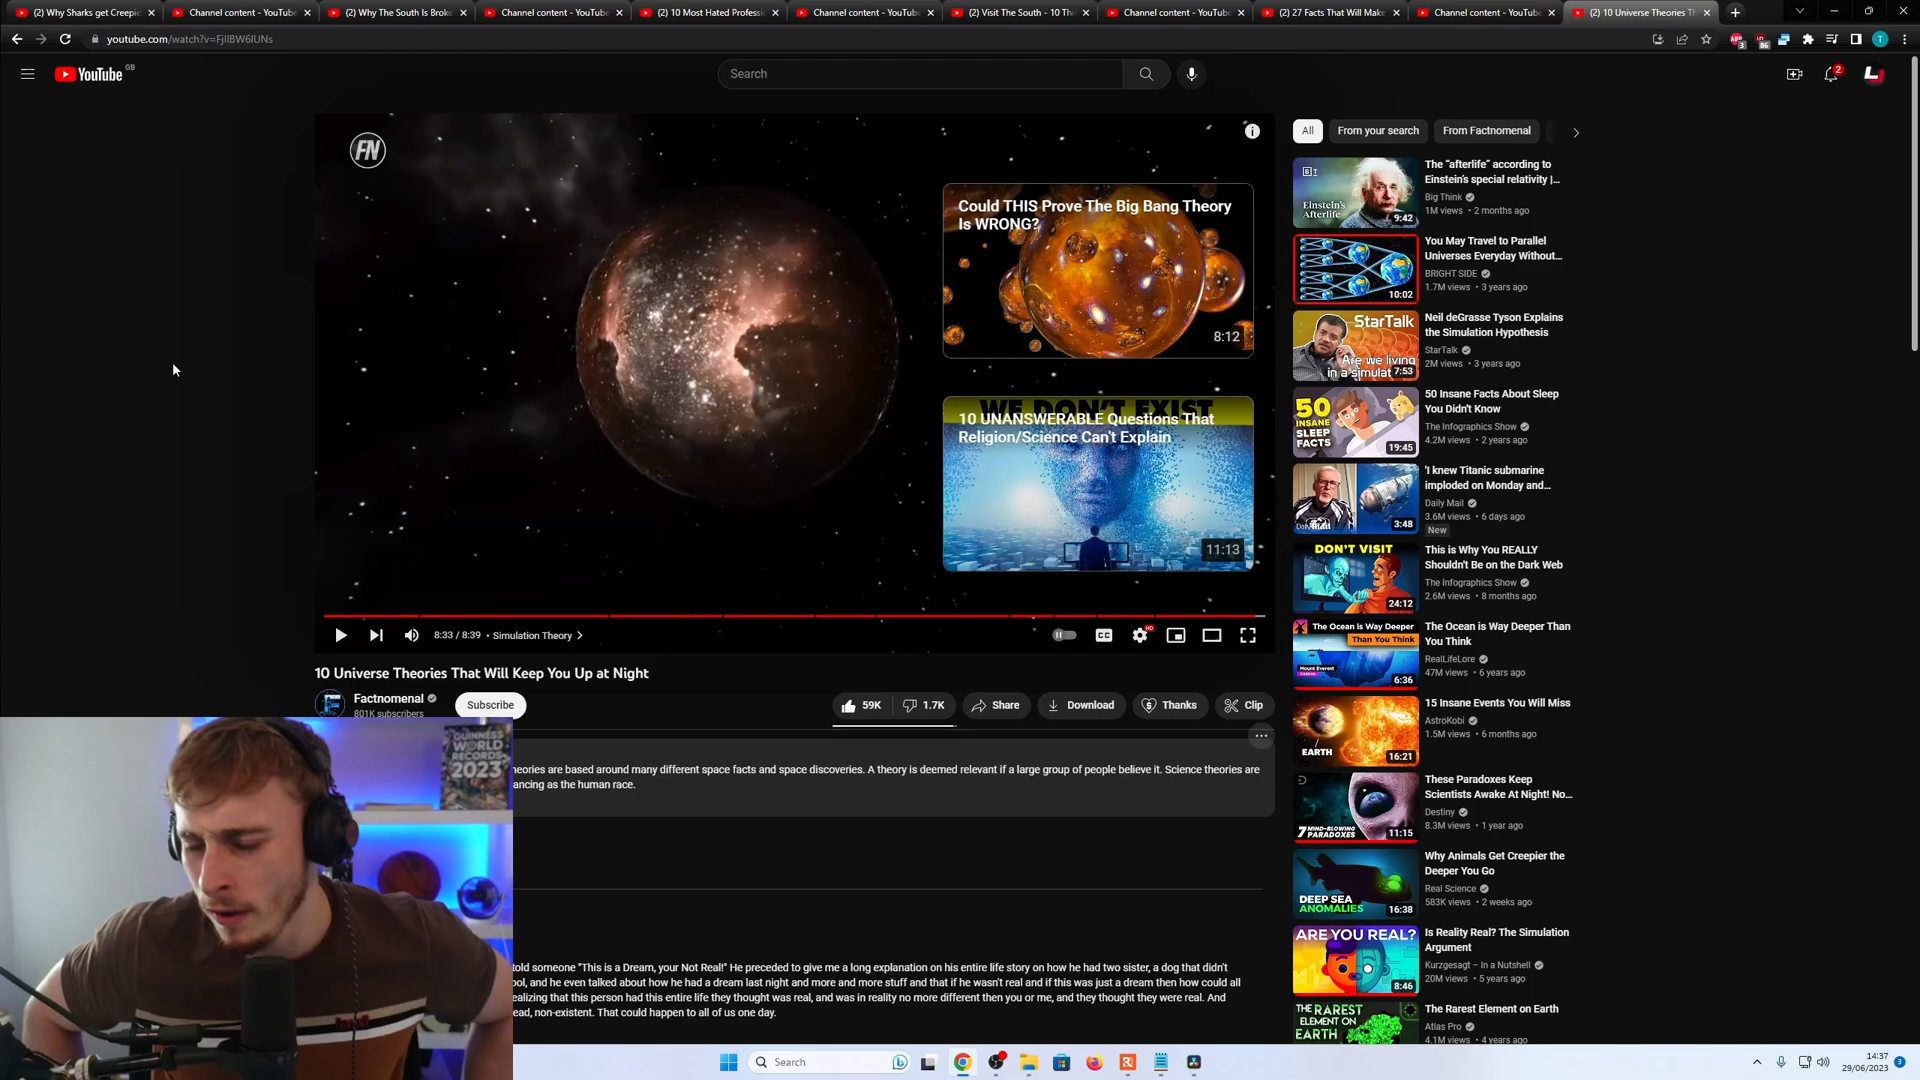 (2) Why Sharks get Creepie
Channel content - YouTube
(2) Why The South Is Broke
Channel content - YouTube
(2) 10 Most Hated Professi
Channel content - YouTube
(2) Visit The South - 10 Thi
Channel content - YouTube
(2) 27 Facts That Will Make
Channel content - YouTube
(2) 10 Universe Theories Th
youtube.com/watch?v=FjlIBW6IUNs
3
86
T
YouTube GB
Search
2
FN
Could THIS Prove The Big Bang Theory
Is WRONG?
8:12
WE DON'T EXIST
10 UNANSWERABLE Questions That
Religion/Science Can't Explain
11:13
8:33 / 8:39 • Simulation Theory
CC
HD
10 Universe Theories That Will Keep You Up at Night
Factnomenal
801K subscribers
Subscribe
59K
1.7K
Share
Download
Thanks
Clip
...
heories are based around many different space facts and space discoveries. A theory is deemed relevant if a large group of people believe it. Science theories are
ancing as the human race.
told someone "This is a Dream, your Not Real!" He preceded to give me a long explanation on his entire life story on how he had two sister, a dog that didn't
ool, and he even talked about how he had a dream last night and more and more stuff and that if he wasn't real and if this was just a dream then how could all
ealizing that this person had this entire life they thought was real, and was in reality no more different then you or me, and they thought they were real. And
ead, non-existent. That could happen to all of us one day.
GUINNESS
WORLD
RECORDS
2023
All
From your search
From Factnomenal
BT
Einstein's
Afterlife
9:42
The "afterlife" according to
Einstein's special relativity |...
Big Think
1M views • 2 months ago
10:02
You May Travel to Parallel
Universes Everyday Without...
BRIGHT SIDE
1.7M views • 3 years ago
StarTalk
Are we living
in a simulat
7:53
Neil deGrasse Tyson Explains
the Simulation Hypothesis
StarTalk
2M views • 3 years ago
50
INSANE
SLEEP
FACTS
19:45
50 Insane Facts About Sleep
You Didn't Know
The Infographics Show
4.2M views • 2 years ago
3:48
'I knew Titanic submarine
imploded on Monday and...
Daily Mail
3.6M views • 6 days ago
New
DON'T VISIT
24:12
This is Why You REALLY
Shouldn't Be on the Dark Web
The Infographics Show
2.6M views • 8 months ago
The Ocean is Way Deeper
Than You Think
Mount Everest
6:36
The Ocean is Way Deeper Than
You Think
RealLifeLore
47M views • 6 years ago
EARTH
16:21
15 Insane Events You Will Miss
AstroKobi
1.5M views • 6 months ago
7 MIND-BLOWING
PARADOXES
11:15
These Paradoxes Keep
Scientists Awake At Night! No...
Destiny
8.3M views • 1 year ago
DEEP SEA
ANOMALIES
16:38
Why Animals Get Creepier the
Deeper You Go
Real Science
583K views • 2 weeks ago
ARE YOU REAL?
8:46
Is Reality Real? The Simulation
Argument
Kurzgesagt – In a Nutshell
20M views • 5 years ago
THE RAREST
ELEMENT ON
EARTH
The Rarest Element on Earth
Atlas Pro
4.1M views • 4 years ago
Search
14:37
29/06/2023
3